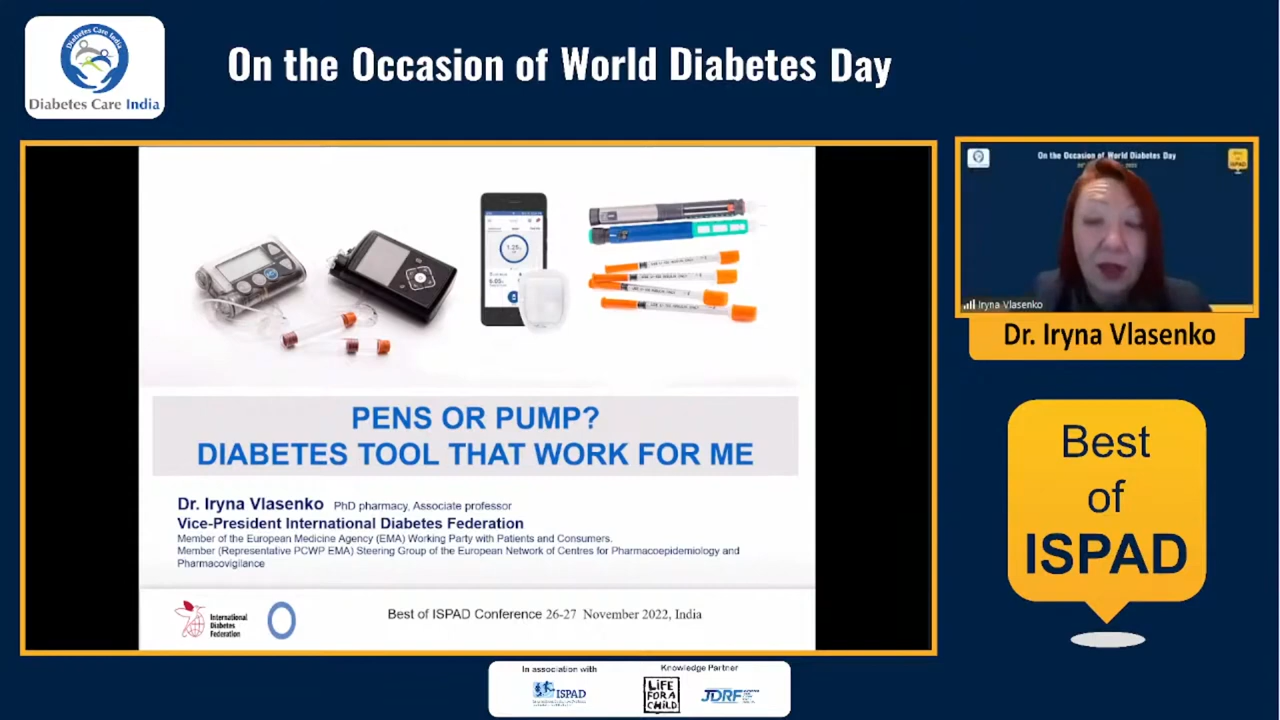 Diabetes Care India
Diabetes Care India
On the Occasion of World Diabetes Day
On the Occasion of World Diabetes Day
Iryna Vlasenko
Dr. Iryna Vlasenko
1.25
PENS OR PUMP?
DIABETES TOOL THAT WORK FOR ME
Dr. Iryna Vlasenko PhD pharmacy, Associate professor
Vice-President International Diabetes Federation
Member of the European Medicine Agency (EMA) Working Party with Patients and Consumers.
Member (Representative PCWP EMA) Steering Group of the European Network of Centres for Pharmacoepidemiology and
Pharmacovigilance
International
Diabetes
Federation
Best of ISPAD Conference 26-27 November 2022, India
Best
of
ISPAD
In association with
ISPAD
Knowledge Partner
LiFE
FOR A
CHiLD
JDRF